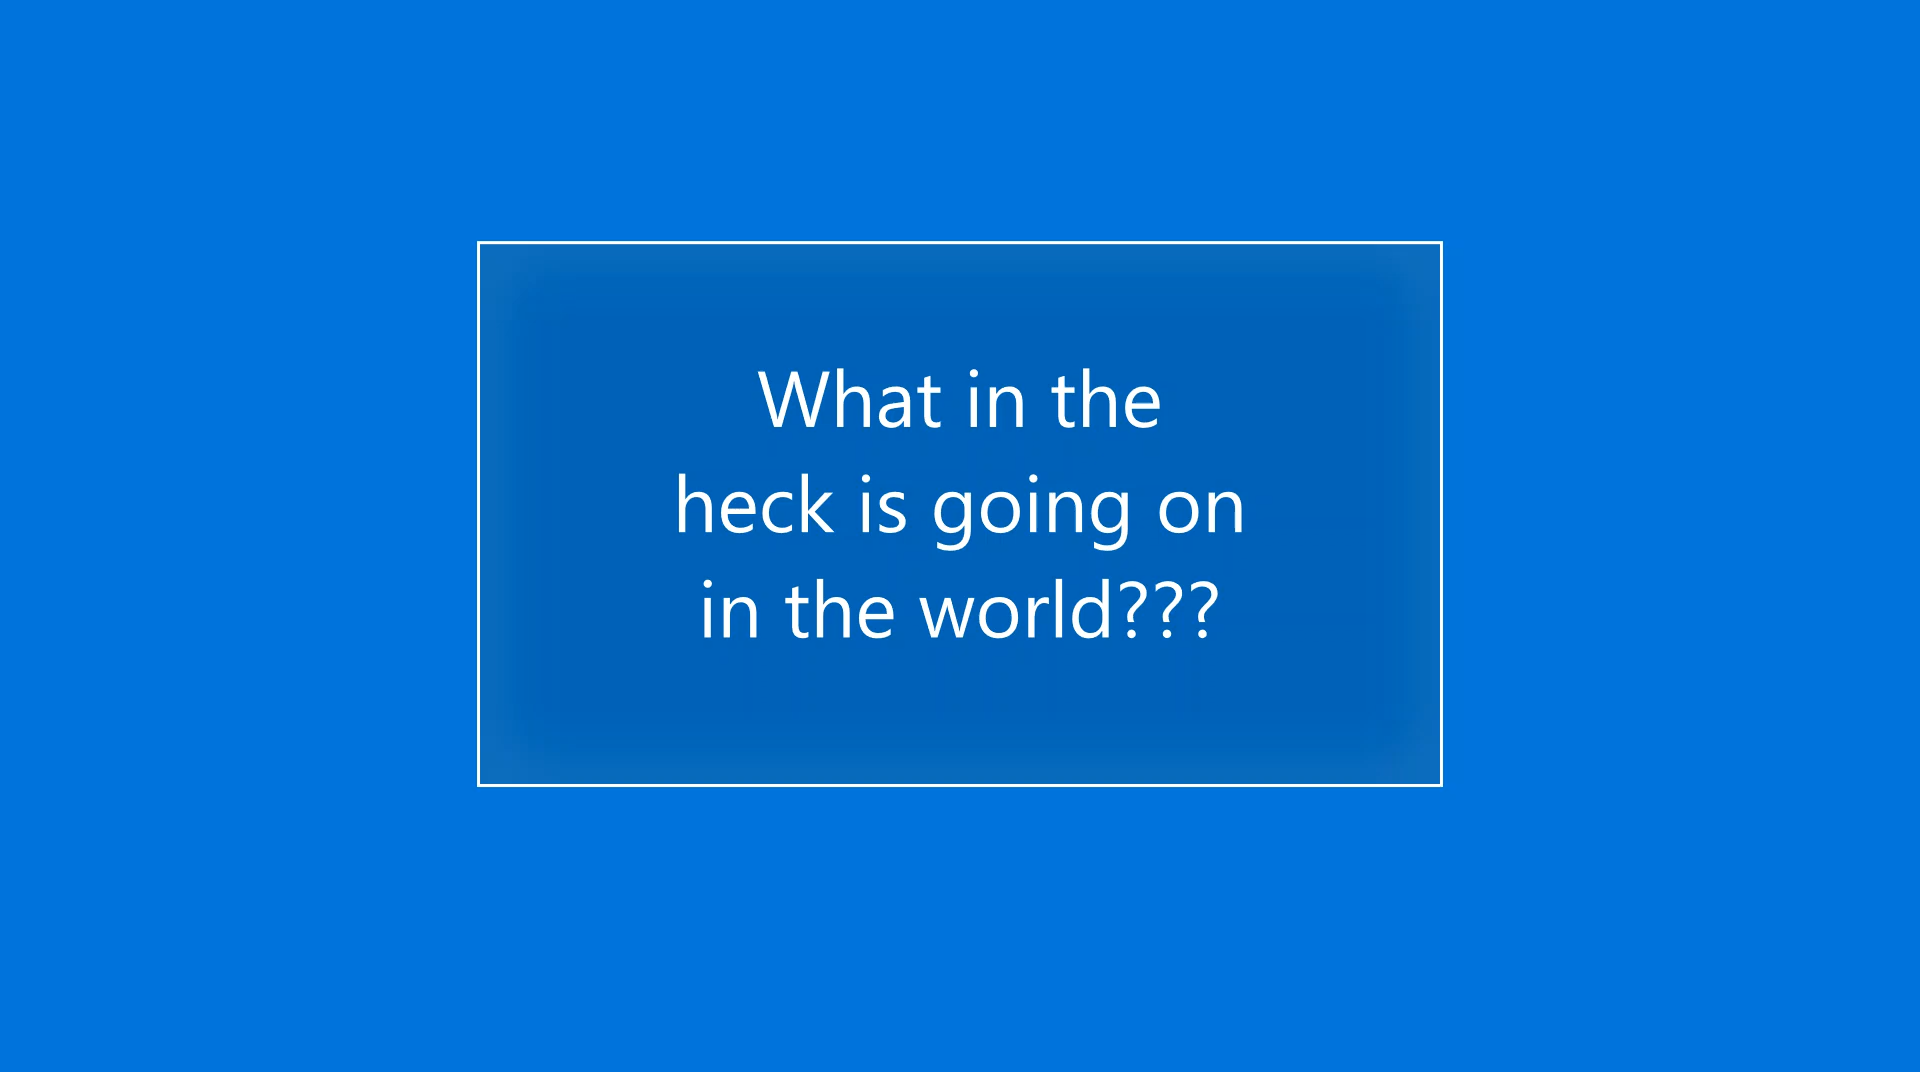 What in the
heck is going on
in the world???